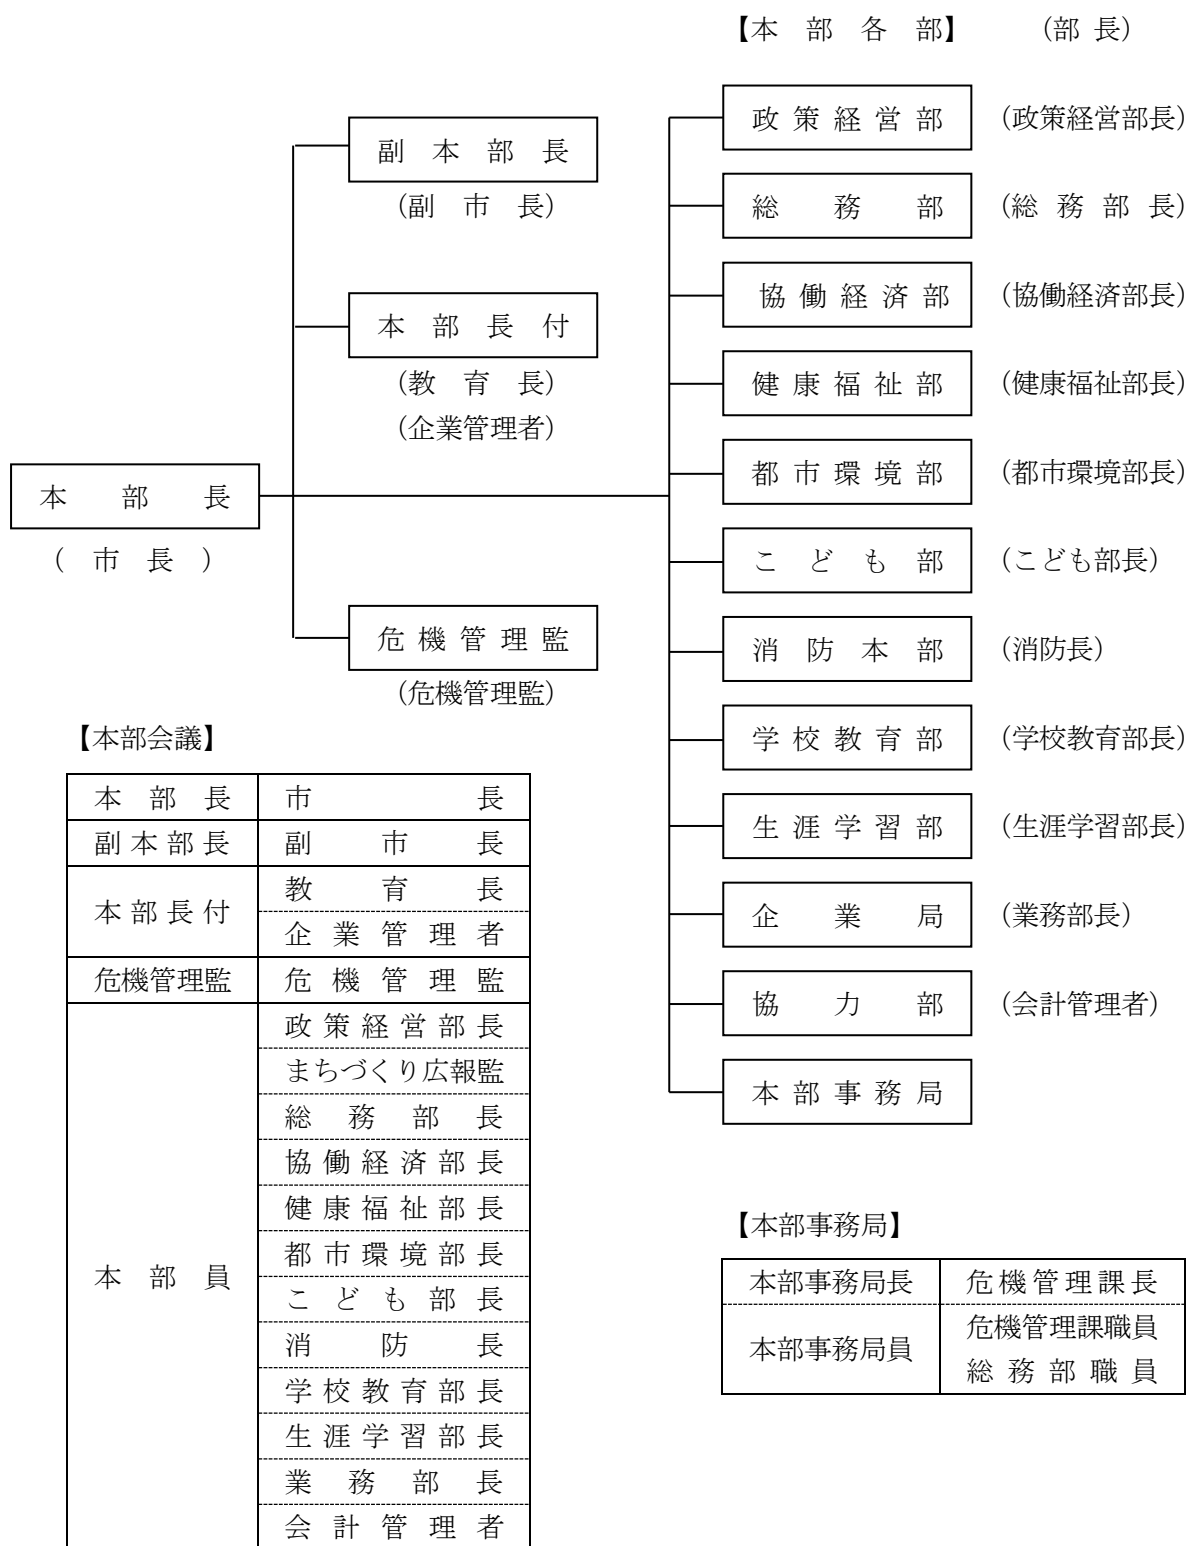 【本部各部】 (部長)
政策経営部 (政策経営部長)
総務部 (総務部長)
協働経済部 (協働経済部長)
健康福祉部 (健康福祉部長)
都市環境部 (都市環境部長)
こども部 (こども部長)
消防本部 (消防長)
学校教育部 (学校教育部長)
生涯学習部 (生涯学習部長)
企業局 (業務部長)
協力部 (会計管理者)
本部事務局
副本部長
(副市長)
本部長付
(教育長)
(企業管理者)
本部長
(市長)
危機管理監
(危機管理監)
【本部会議】
本部長 市長
副本部長 副市長
本部長付 教育長
企業管理者
危機管理監 危機管理監
本部員 政策経営部長
まちづくり広報監
総務部長
協働経済部長
健康福祉部長
都市環境部長
こども部長
消防長
学校教育部長
生涯学習部長
業務部長
会計管理者
【本部事務局】
本部事務局長 危機管理課長
本部事務局員 危機管理課職員
総務部職員